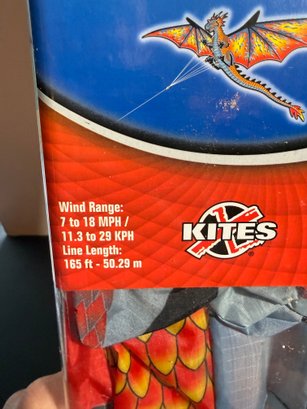 Wind Range:
7 to 18 MPH /
11.3 to 29 KPH
Line Length:
165 ft - 50.29 m
KITES
®